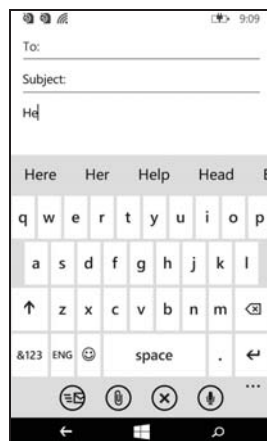 9:09
To:
Subject:
He
Here Her Help Head
q w e r t y u i o p
a s d f g h j k l
z x c v b n m
&123 ENG space .